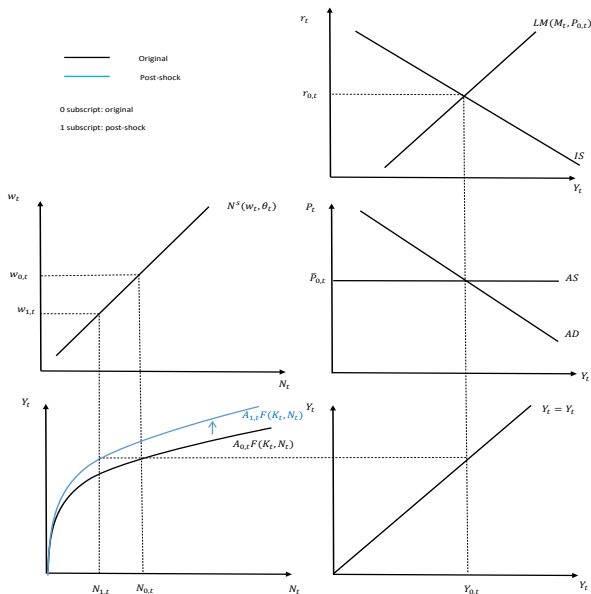 Original
Post-shock
0 subscript: original
1 subscript: post-shock
r_t
LM(M_t, P_{0,t})
r_{0,t}
IS
Y_t
w_t
N^s(w_t, θ_t)
w_{0,t}
w_{1,t}
N_t
P_t
P̄_{0,t}
AS
AD
Y_t
Y_t
A_{1,t}F(K_t, N_t)
A_{0,t}F(K_t, N_t)
N_{1,t}
N_{0,t}
N_t
Y_t
Y_t = Y_t
Y_{0,t}
Y_t